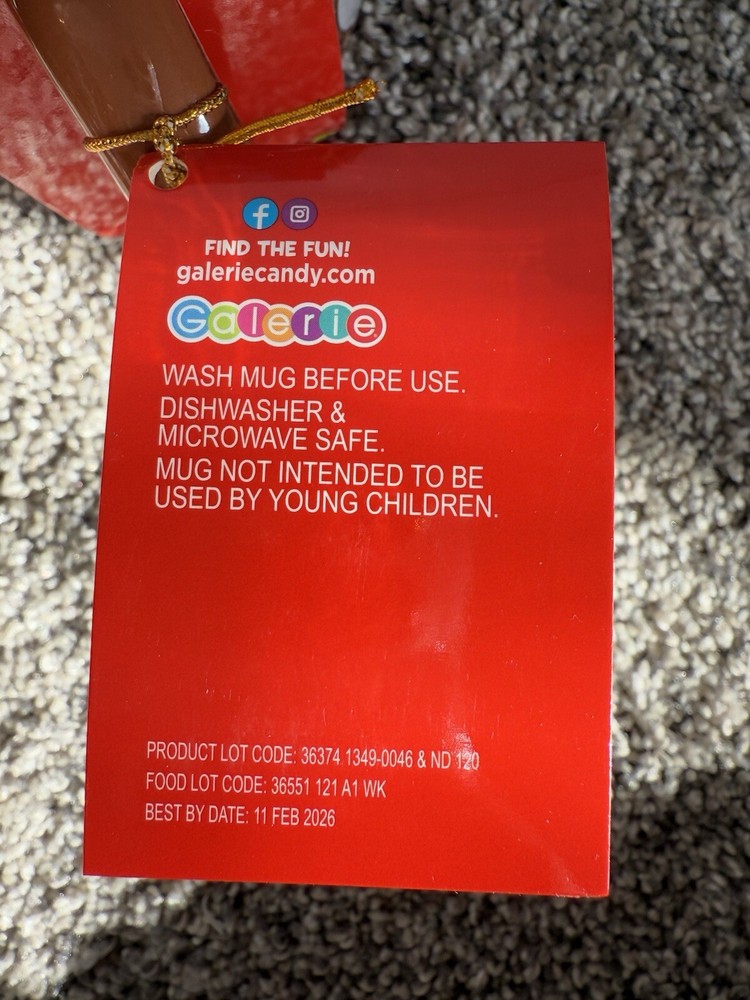 FIND THE FUN!
galeriecandy.com
Galerie
WASH MUG BEFORE USE.
DISHWASHER &
MICROWAVE SAFE.
MUG NOT INTENDED TO BE
USED BY YOUNG CHILDREN.
PRODUCT LOT CODE: 36374 1349-0046 & ND 120
FOOD LOT CODE: 36551 121 A1 WK
BEST BY DATE: 11 FEB 2026